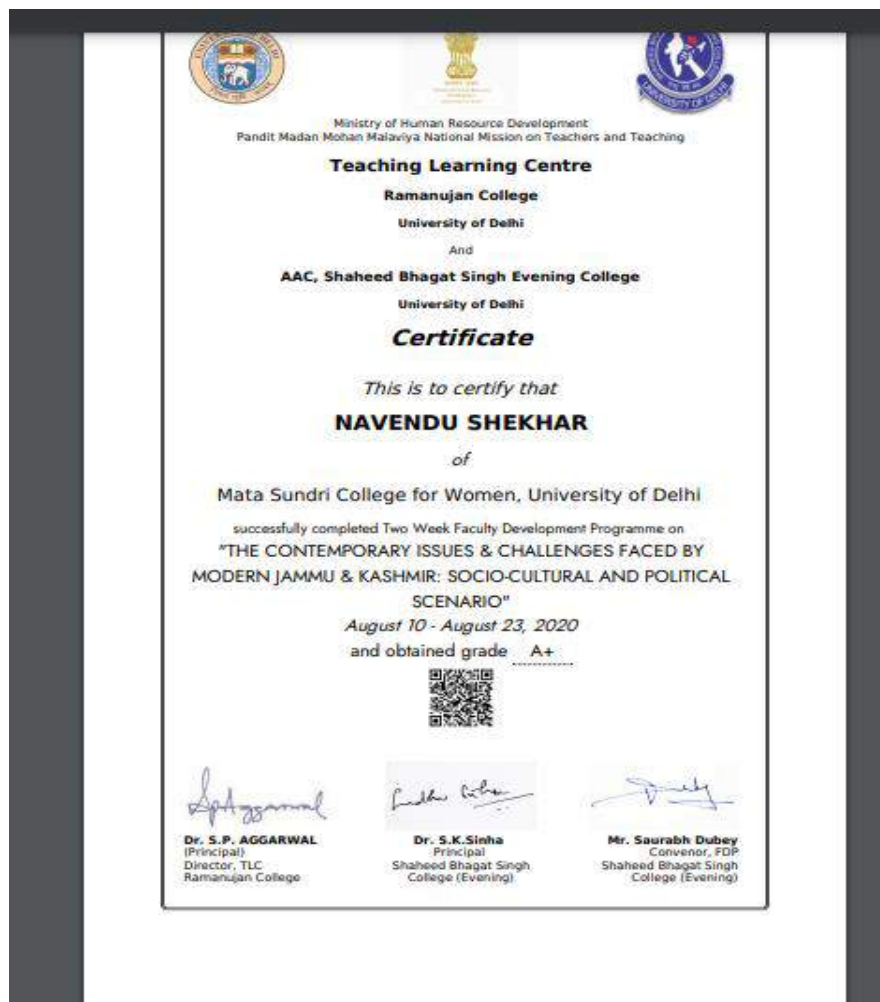 UNIVERSITY OF DELHI
Ministry of Human Resource Development
Pandit Madan Mohan Malaviya National Mission on Teachers and Teaching
Teaching Learning Centre
Ramanujan College
University of Delhi
And
AAC, Shaheed Bhagat Singh Evening College
University of Delhi
Certificate
This is to certify that
NAVENDU SHEKHAR
of
Mata Sundri College for Women, University of Delhi
successfully completed Two Week Faculty Development Programme on
"THE CONTEMPORARY ISSUES & CHALLENGES FACED BY
MODERN JAMMU & KASHMIR: SOCIO-CULTURAL AND POLITICAL
SCENARIO"
August 10 - August 23, 2020
and obtained grade A+
SpAggarwal
Dr. S.P. AGGARWAL
(Principal)
Director, TLC
Ramanujan College
Dr. S.K.Sinha
Principal
Shaheed Bhagat Singh
College (Evening)
Mr. Saurabh Dubey
Convenor, FDP
Shaheed Bhagat Singh
College (Evening)